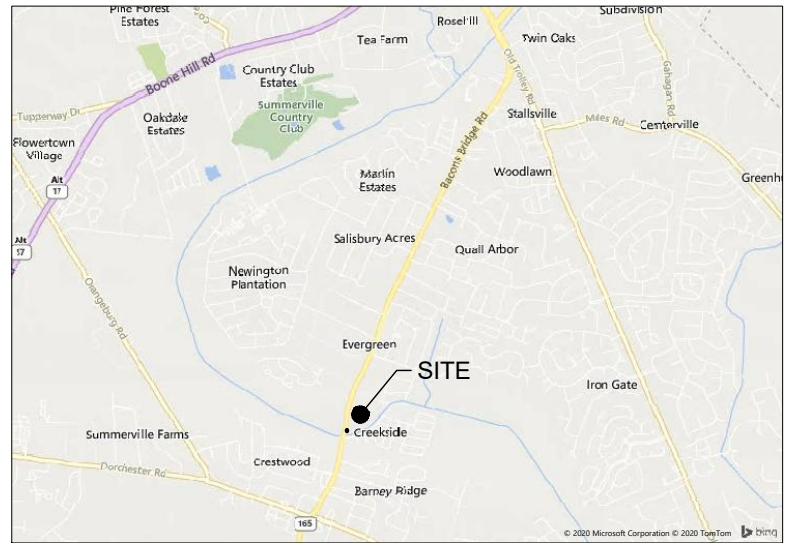 Pine Forest
Estates
Rosehill
Subdivision
Tea Farm
Twin Oaks
Boone Hill Rd
Country Club
Estates
Old Trolley Rd
Gahagan Rd
Summerville
Country
Club
Tupperway Dr
Oakdale
Estates
Stallsville
Miles Rd
Centerville
Flowertown
Village
Bacons Bridge Rd
Marlin
Estates
Woodlawn
Alt
17
Greenhu
Salisbury Acres
Quail Arbor
Alt
17
Newington
Plantation
Orangeburg Rd
Evergreen
SITE
Iron Gate
Creekside
Summerville Farms
Crestwood
Dorchester Rd
Barney Ridge
165
© 2020 Microsoft Corporation © 2020 TomTom
bing